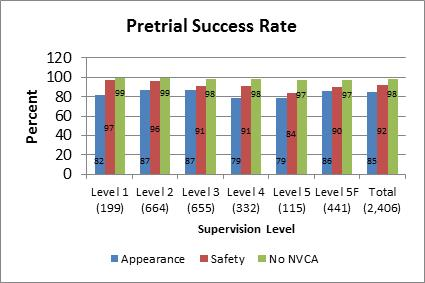 Pretrial Success Rate
Percent
120
100
80
60
40
20
0
99 99 98 98 97 97 98
97 96 91 91 84 90 92
82 87 87 79 79 86 85
Level 1 Level 2 Level 3 Level 4 Level 5 Level 5F Total
(199) (664) (655) (332) (115) (441) (2,406)
Supervision Level
Appearance Safety No NVCA